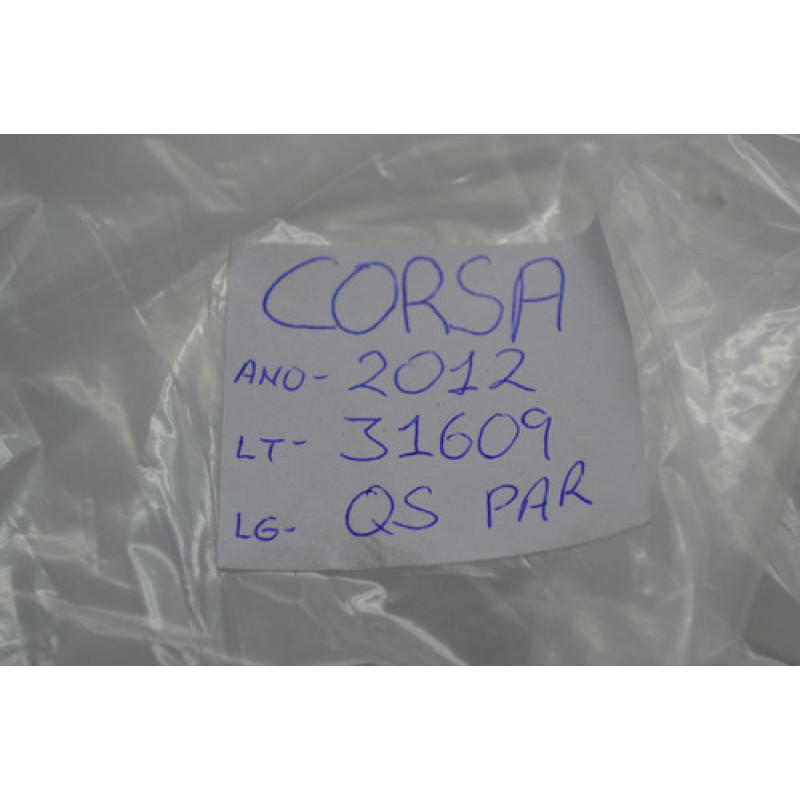 CORSA
ANO- 2012
LT- 31609
LG- QS PAR